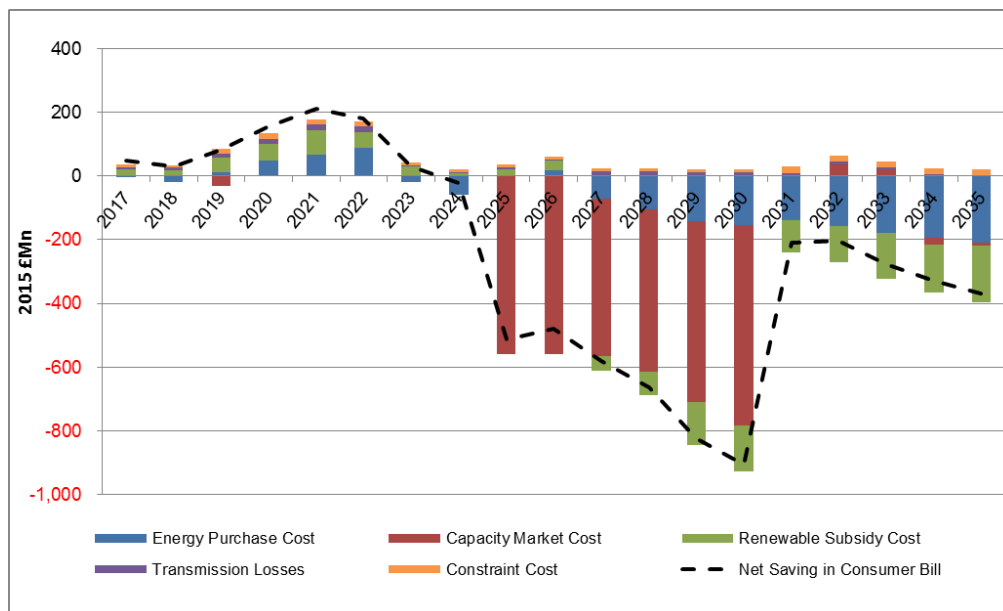 400
200
0
-200
-400
-600
-800
-1,000
2015 £Mn
2017 2018 2019 2020 2021 2022 2023 2024 2025 2026 2027 2028 2029 2030 2031 2032 2033 2034 2035
Energy Purchase Cost Capacity Market Cost Renewable Subsidy Cost
Transmission Losses Constraint Cost Net Saving in Consumer Bill